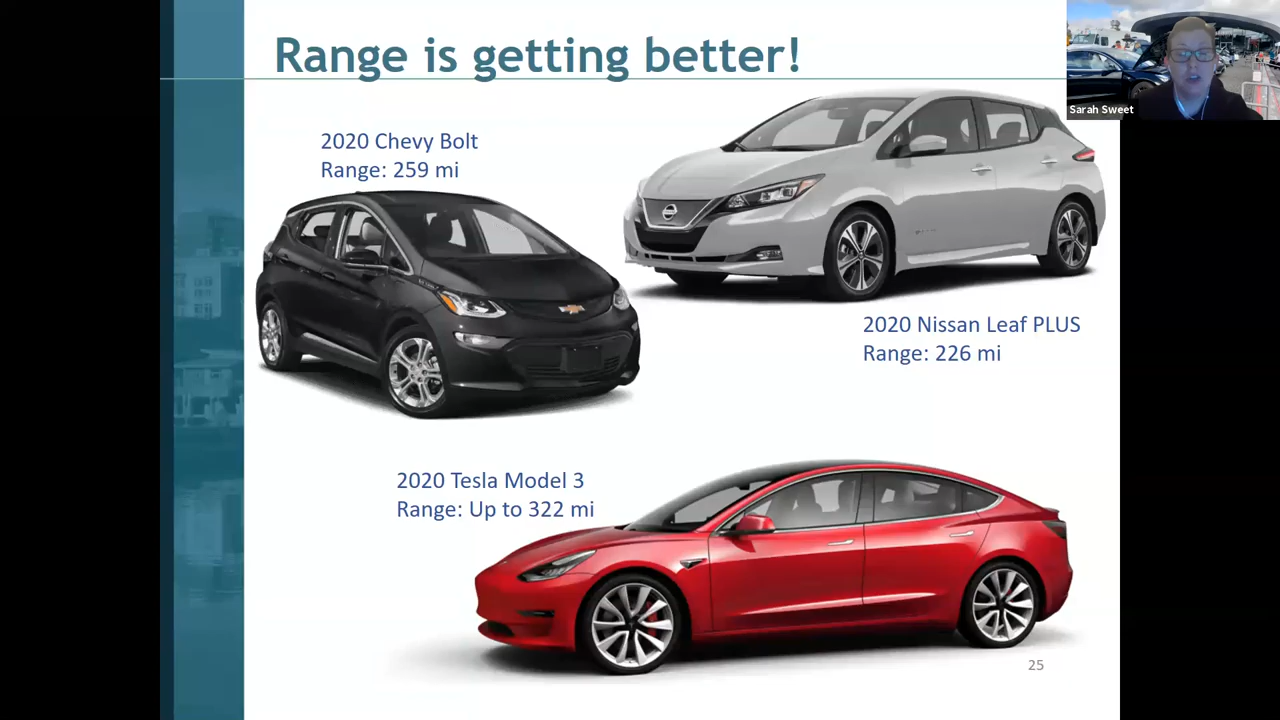 Range is getting better!
Sarah Sweet
2020 Chevy Bolt
Range: 259 mi
2020 Nissan Leaf PLUS
Range: 226 mi
2020 Tesla Model 3
Range: Up to 322 mi
25